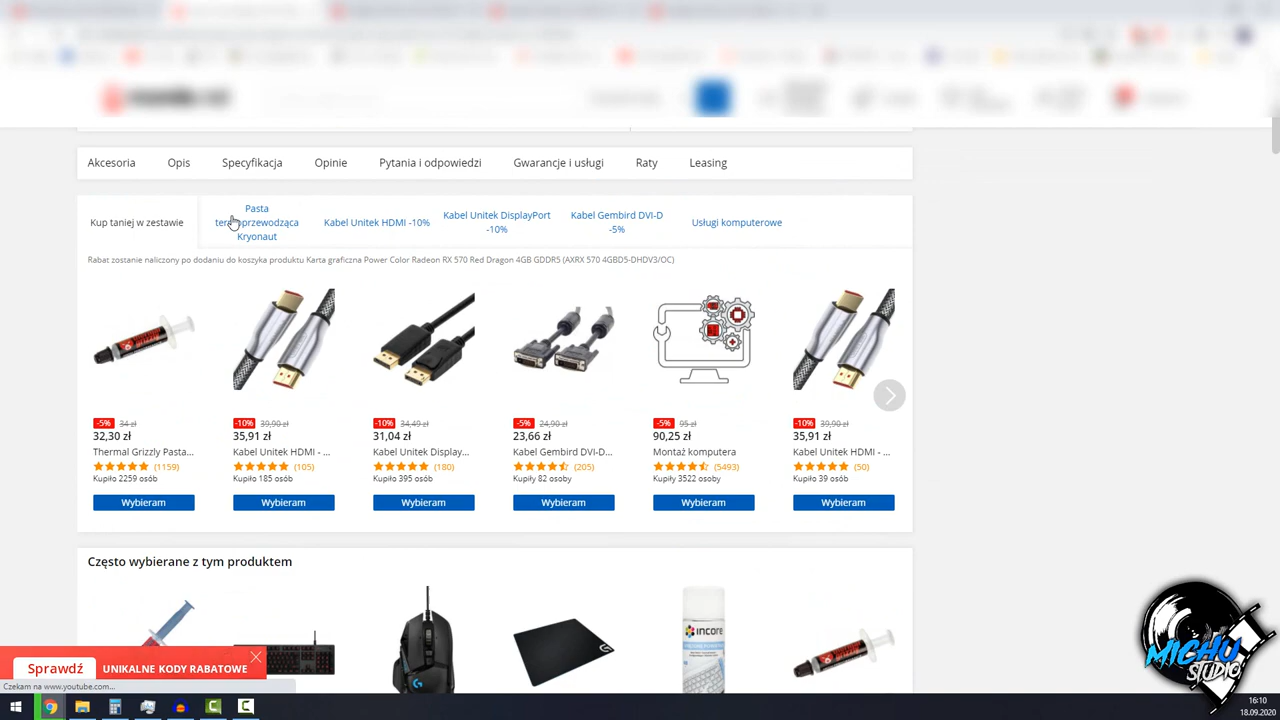 Akcesoria Opis Specyfikacja Opinie Pytania i odpowiedzi Gwarancje i usługi Raty Leasing
Kup taniej w zestawie
Pasta
termoprzewodząca
Kryonaut
Kabel Unitek HDMI -10%
Kabel Unitek DisplayPort
-10%
Kabel Gembird DVI-D
-5%
Usługi komputerowe
Rabat zostanie naliczony po dodaniu do koszyka produktu Karta graficzna Power Color Radeon RX 570 Red Dragon 4GB GDDR5 (AXRX 570 4GBD5-DHDV3/OC)
-5% 34 zł
32,30 zł
Thermal Grizzly Pasta...
(1159)
Kupiło 2259 osób
Wybieram
-10% 39,90 zł
35,91 zł
Kabel Unitek HDMI - ...
(105)
Kupiło 185 osób
Wybieram
-10% 34,49 zł
31,04 zł
Kabel Unitek Display...
(180)
Kupiło 395 osób
Wybieram
-5% 24,90 zł
23,66 zł
Kabel Gembird DVI-D...
(205)
Kupiły 82 osoby
Wybieram
-5% 95 zł
90,25 zł
Montaż komputera
(5493)
Kupiły 3522 osoby
Wybieram
-10% 39,90 zł
35,91 zł
Kabel Unitek HDMI - ...
(50)
Kupiło 39 osób
Wybieram
Często wybierane z tym produktem
incore
Sprawdź UNIKALNE KODY RABATOWE
Czekam na www.youtube.com...
MICHU
STUDIO
16:10
18.09.2020